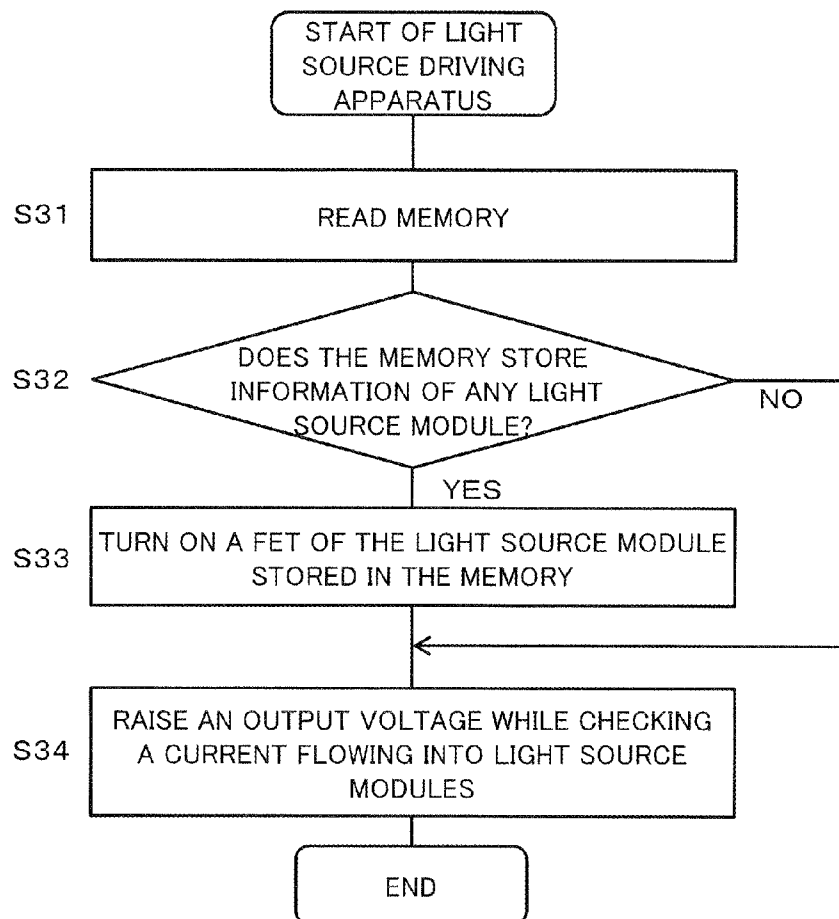 START OF LIGHT
SOURCE DRIVING
APPARATUS
S31
READ MEMORY
S32
DOES THE MEMORY STORE
INFORMATION OF ANY LIGHT
SOURCE MODULE?
NO
YES
S33
TURN ON A FET OF THE LIGHT SOURCE MODULE
STORED IN THE MEMORY
S34
RAISE AN OUTPUT VOLTAGE WHILE CHECKING
A CURRENT FLOWING INTO LIGHT SOURCE
MODULES
END